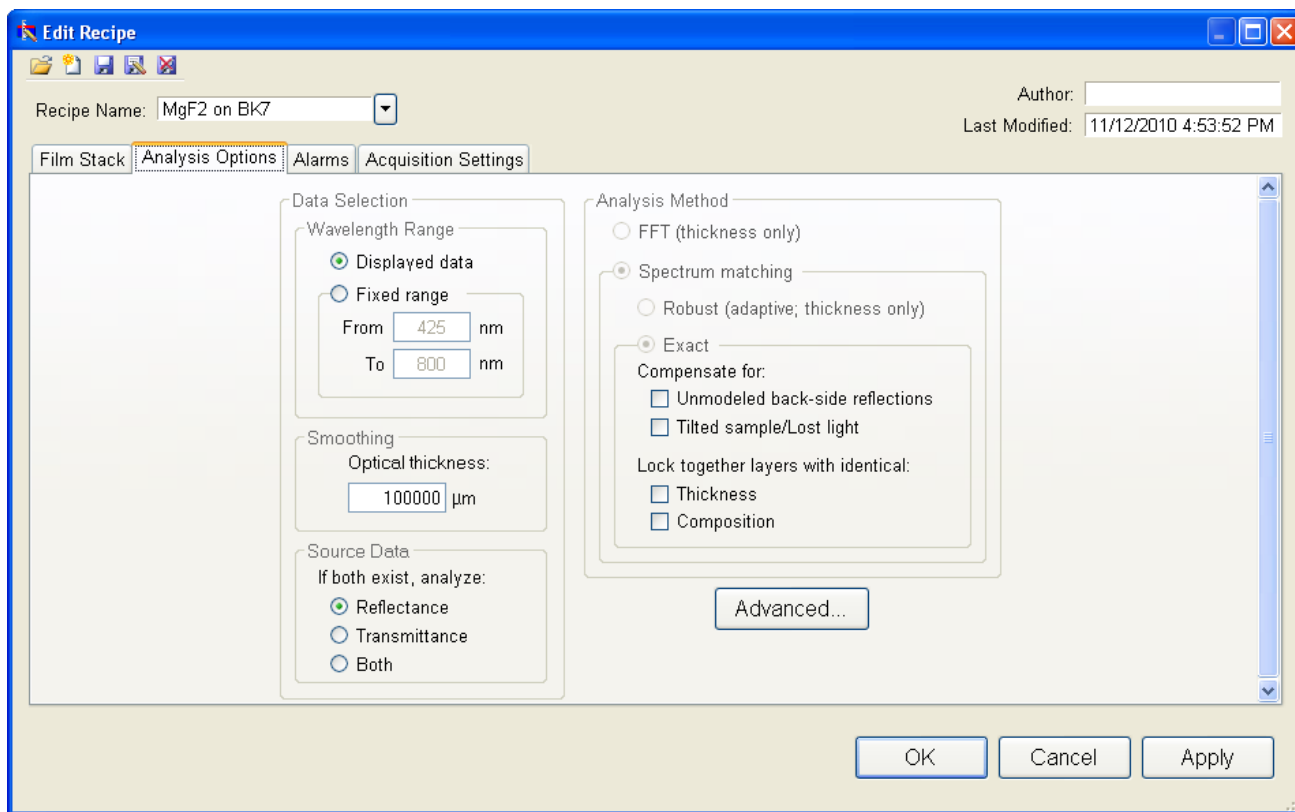 Edit Recipe
Recipe Name: MgF2 on BK7
Author:
Last Modified: 11/12/2010 4:53:52 PM
Film Stack Analysis Options Alarms Acquisition Settings
Data Selection
Wavelength Range
Displayed data
Fixed range
From 425 nm
To 800 nm
Smoothing
Optical thickness:
100000 µm
Source Data
If both exist, analyze:
Reflectance
Transmittance
Both
Analysis Method
FFT (thickness only)
Spectrum matching
Robust (adaptive; thickness only)
Exact
Compensate for:
Unmodeled back-side reflections
Tilted sample/Lost light
Lock together layers with identical:
Thickness
Composition
Advanced...
OK Cancel Apply